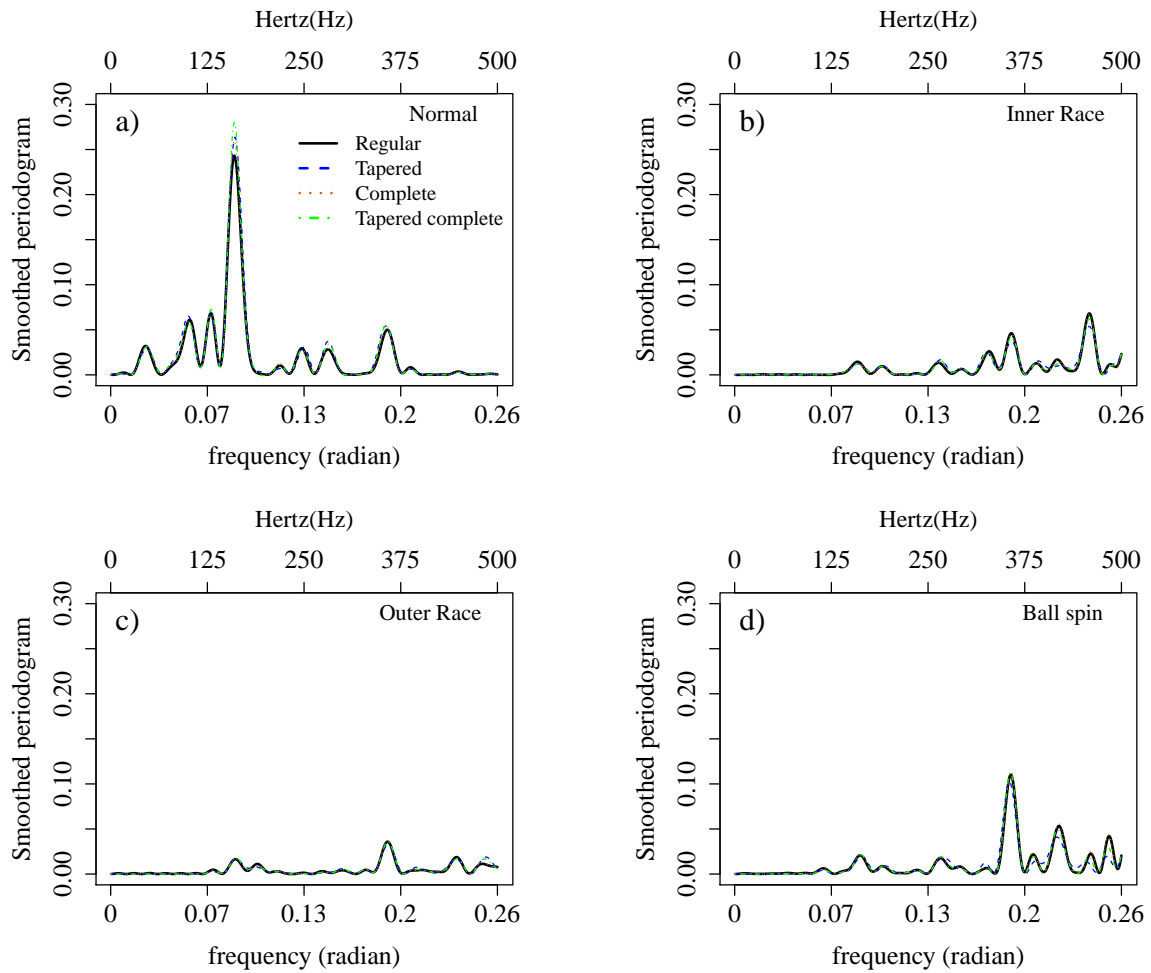 Hertz(Hz)
0 125 250 375 500
Smoothed periodogram
0.30
0.20
0.10
0.00
a)
Normal
Regular
Tapered
Complete
Tapered complete
0 0.07 0.13 0.2 0.26
frequency (radian)
Hertz(Hz)
0 125 250 375 500
Smoothed periodogram
0.30
0.20
0.10
0.00
b)
Inner Race
0 0.07 0.13 0.2 0.26
frequency (radian)
Hertz(Hz)
0 125 250 375 500
Smoothed periodogram
0.30
0.20
0.10
0.00
c)
Outer Race
0 0.07 0.13 0.2 0.26
frequency (radian)
Hertz(Hz)
0 125 250 375 500
Smoothed periodogram
0.30
0.20
0.10
0.00
d)
Ball spin
0 0.07 0.13 0.2 0.26
frequency (radian)